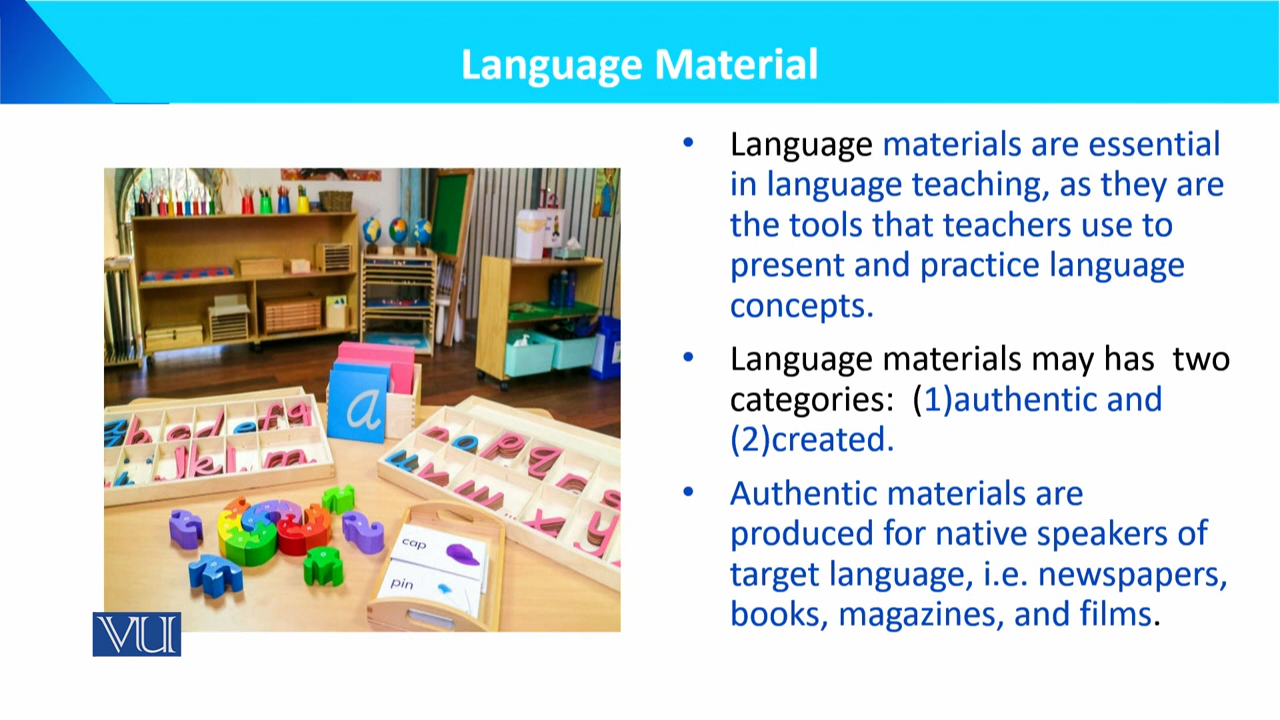 Language Material
• Language materials are essential
in language teaching, as they are
the tools that teachers use to
present and practice language
concepts.
• Language materials may has  two
categories:  (1)authentic and
(2)created.
• Authentic materials are
produced for native speakers of
target language, i.e. newspapers,
books, magazines, and films.
a
cap
pin
VU